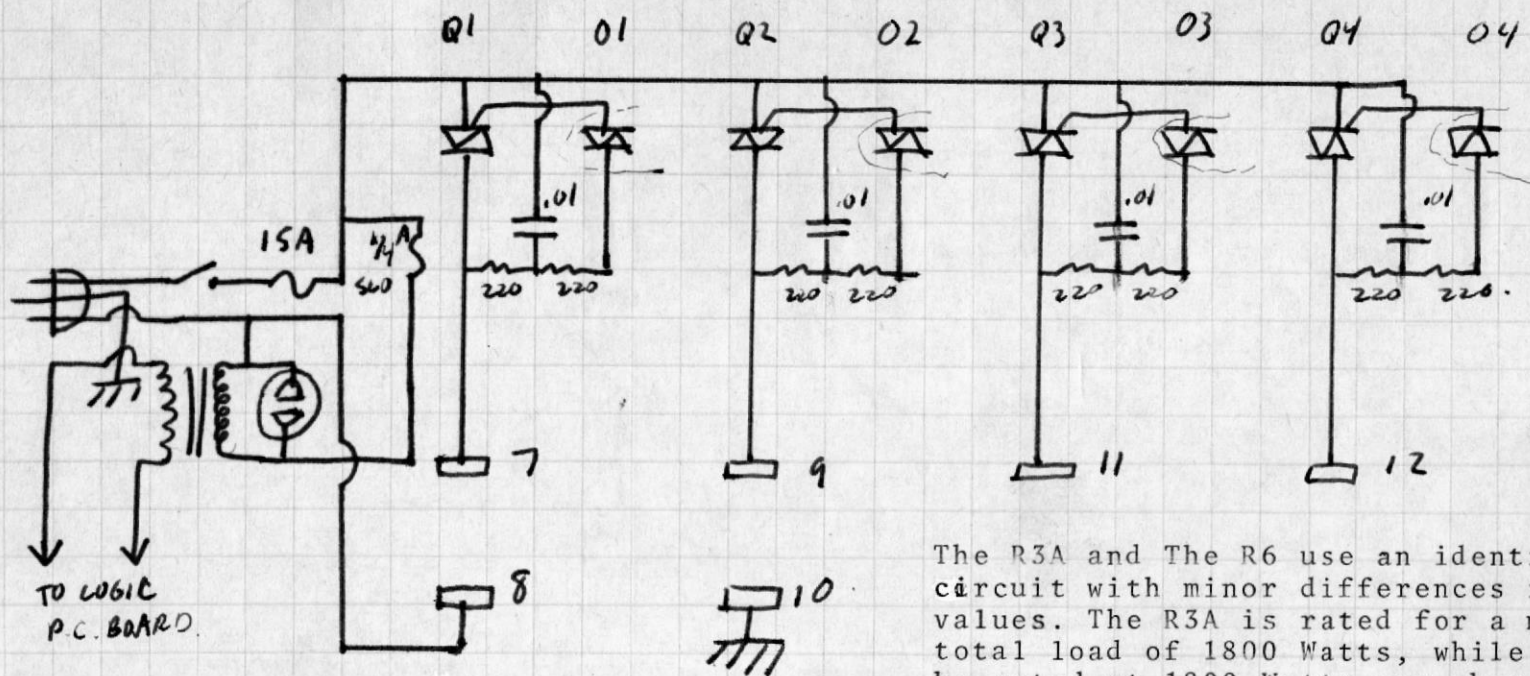 Q1 O1 Q2 O2 Q3 O3 Q4 O4
.01 .01 .01 .01
15A 1/4 A
220 220 220 220 220 220 220 220.
7 9 11 12
8 10
TO LOGIC
P.C. BOARD.
The R3A and The R6 use an
circuit with minor differences
values. The R3A is rated for a
total load of 1800 Watts, while